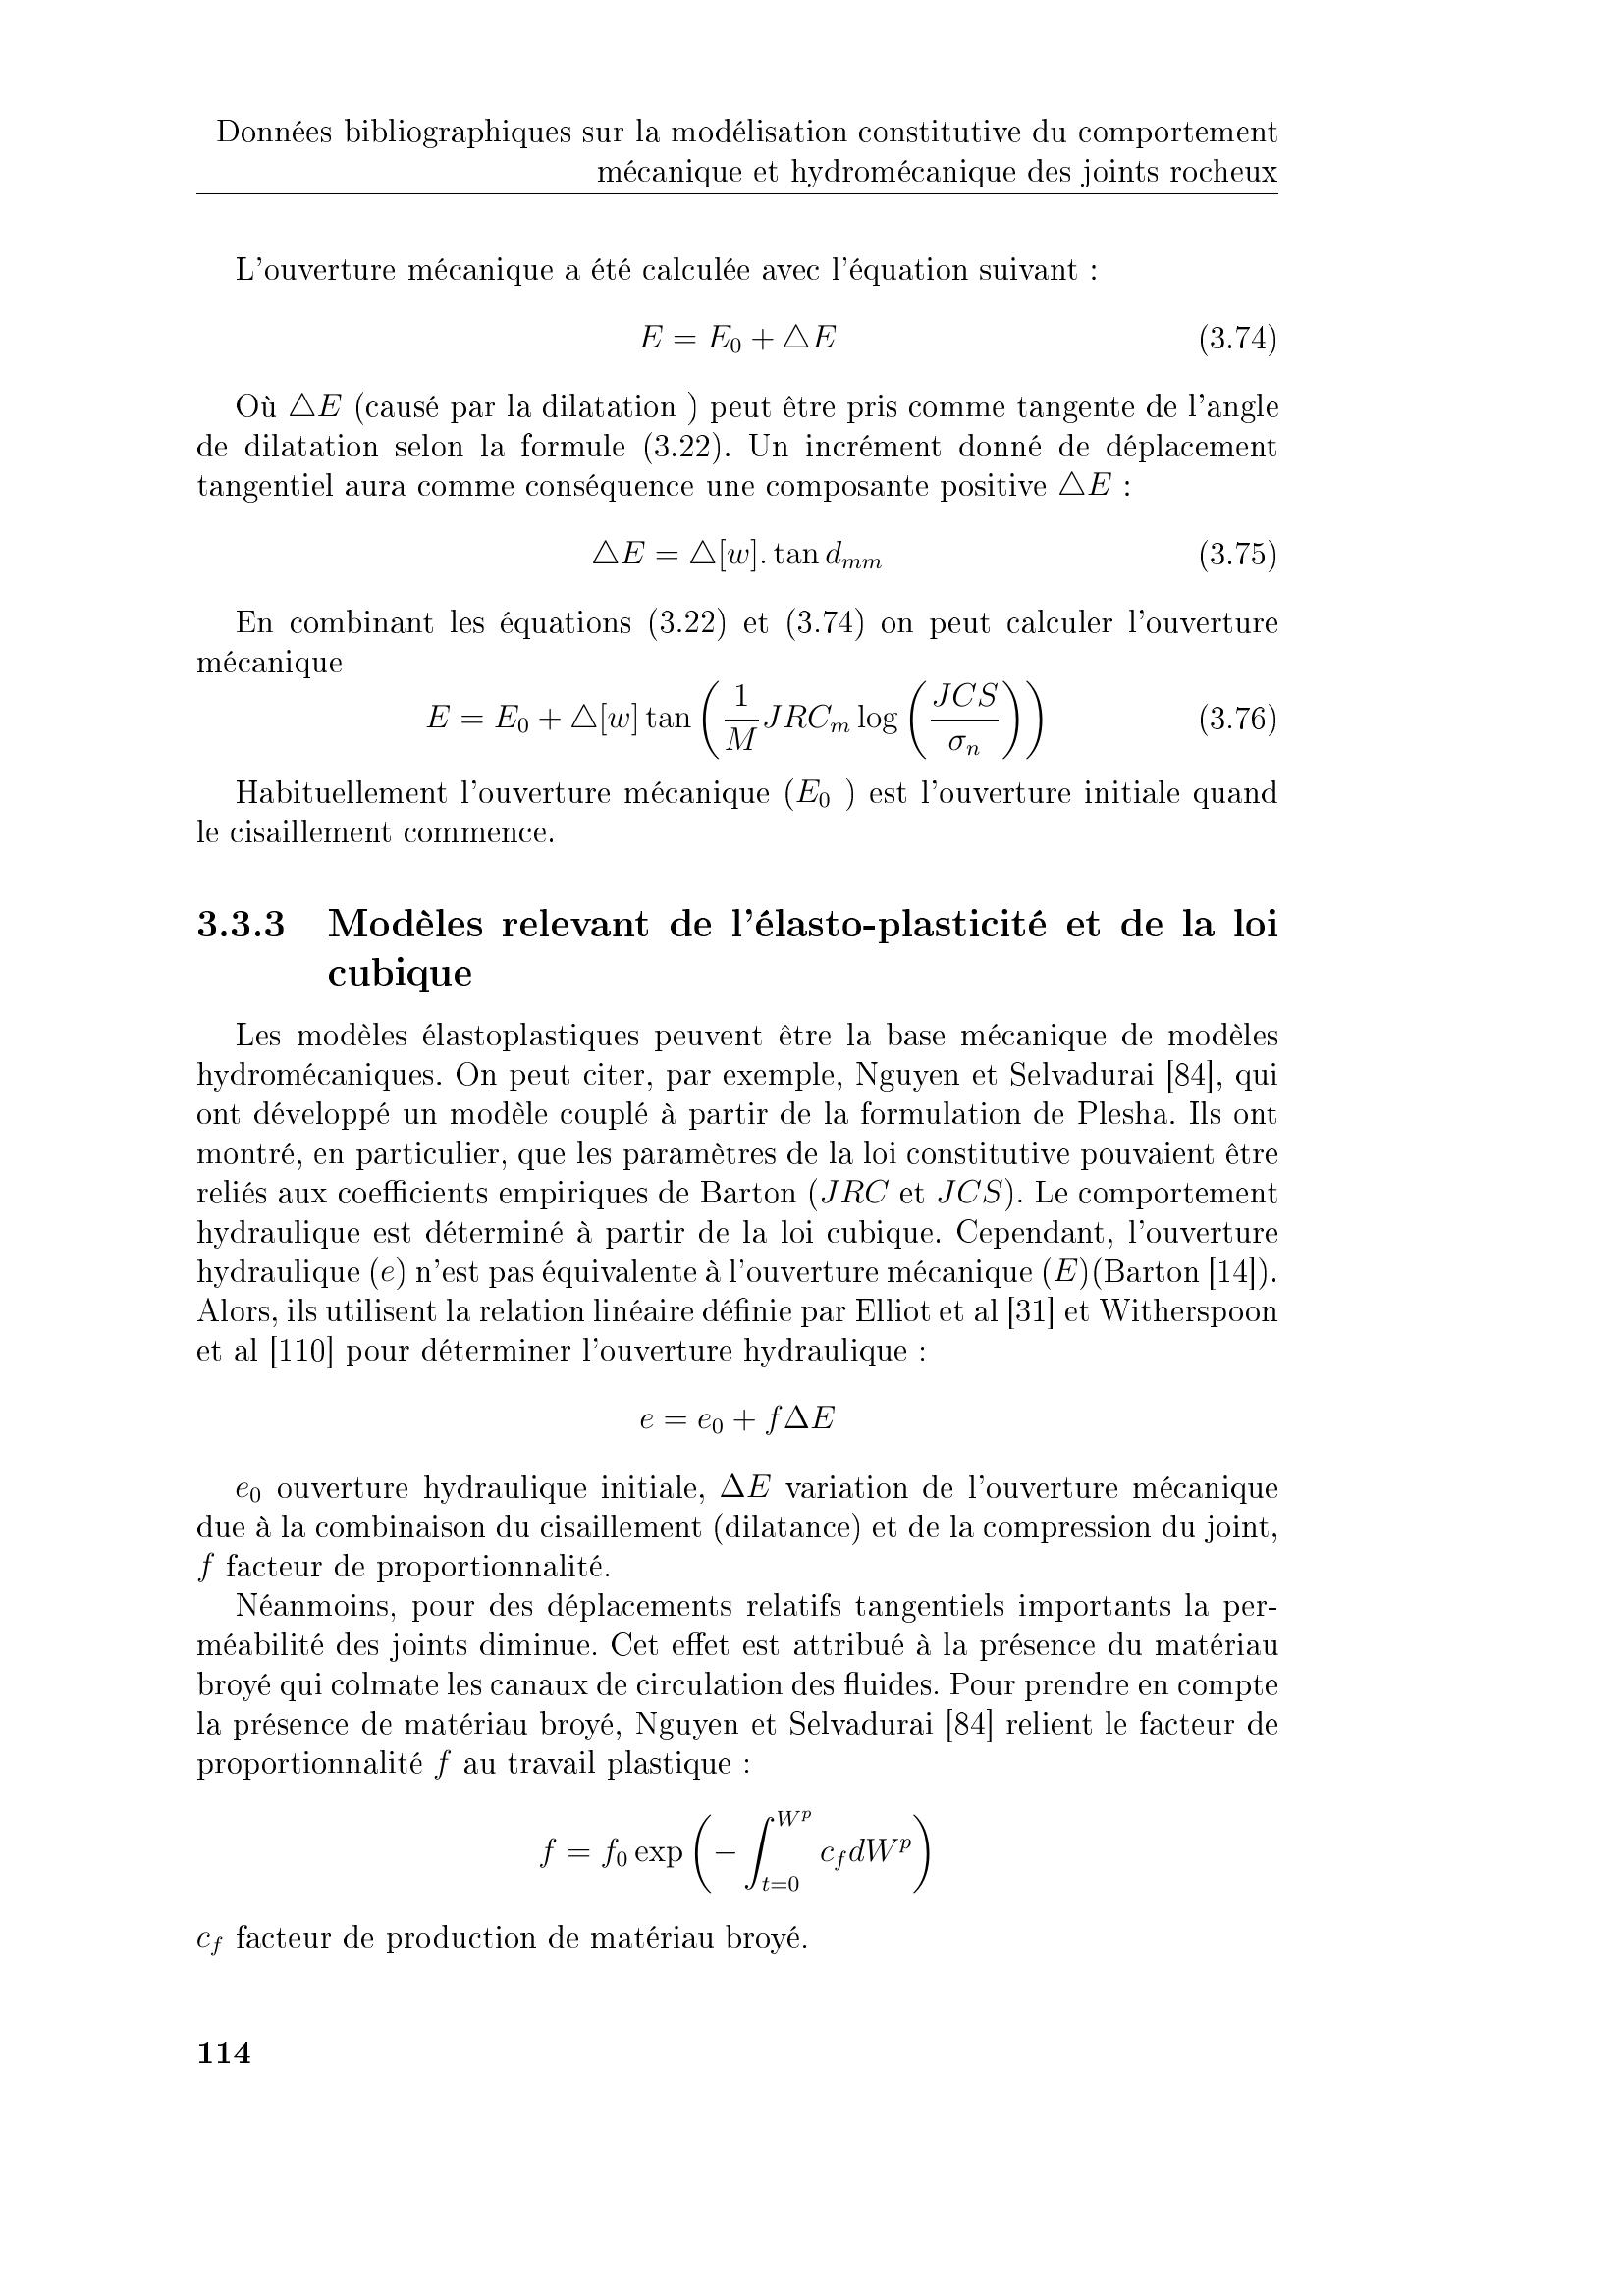 Données bibliographiques sur la modélisation constitutive du comportement
mécanique et hydromécanique des joints rocheux
L'ouverture mécanique a été calculée avec l'équation suivant :
E = E_0 + △E (3.74)
Où △E (causé par la dilatation ) peut être pris comme tangente de l'angle
de dilatation selon la formule (3.22). Un incrément donné de déplacement
tangentiel aura comme conséquence une composante positive △E :
△E = △[w]. tan d_{mm} (3.75)
En combinant les équations (3.22) et (3.74) on peut calculer l'ouverture
mécanique
E = E_0 + △[w] tan \left( \frac{1}{M} JRC_m log \left( \frac{JCS}{σ_n} \right) \right) (3.76)
Habituellement l'ouverture mécanique (E_0 ) est l'ouverture initiale quand
le cisaillement commence.
3.3.3 Modèles relevant de l'élasto-plasticité et de la loi
cubique
Les modèles élastoplastiques peuvent être la base mécanique de modèles
hydromécaniques. On peut citer, par exemple, Nguyen et Selvadurai [84], qui
ont développé un modèle couplé à partir de la formulation de Plesha. Ils ont
montré, en particulier, que les paramètres de la loi constitutive pouvaient être
reliés aux coefficients empiriques de Barton (JRC et JCS). Le comportement
hydraulique est déterminé à partir de la loi cubique. Cependant, l'ouverture
hydraulique (e) n'est pas équivalente à l'ouverture mécanique (E)(Barton [14]).
Alors, ils utilisent la relation linéaire définie par Elliot et al [31] et Witherspoon
et al [110] pour déterminer l'ouverture hydraulique :
e = e_0 + fΔE
e_0 ouverture hydraulique initiale, ΔE variation de l'ouverture mécanique
due à la combinaison du cisaillement (dilatance) et de la compression du joint,
f facteur de proportionnalité.
Néanmoins, pour des déplacements relatifs tangentiels importants la per-
méabilité des joints diminue. Cet effet est attribué à la présence du matériau
broyé qui colmate les canaux de circulation des fluides. Pour prendre en compte
la présence de matériau broyé, Nguyen et Selvadurai [84] relient le facteur de
proportionnalité f au travail plastique :
f = f_0 exp \left( - \int_{t=0}^{W^p} c_f dW^p \right)
c_f facteur de production de matériau broyé.
114